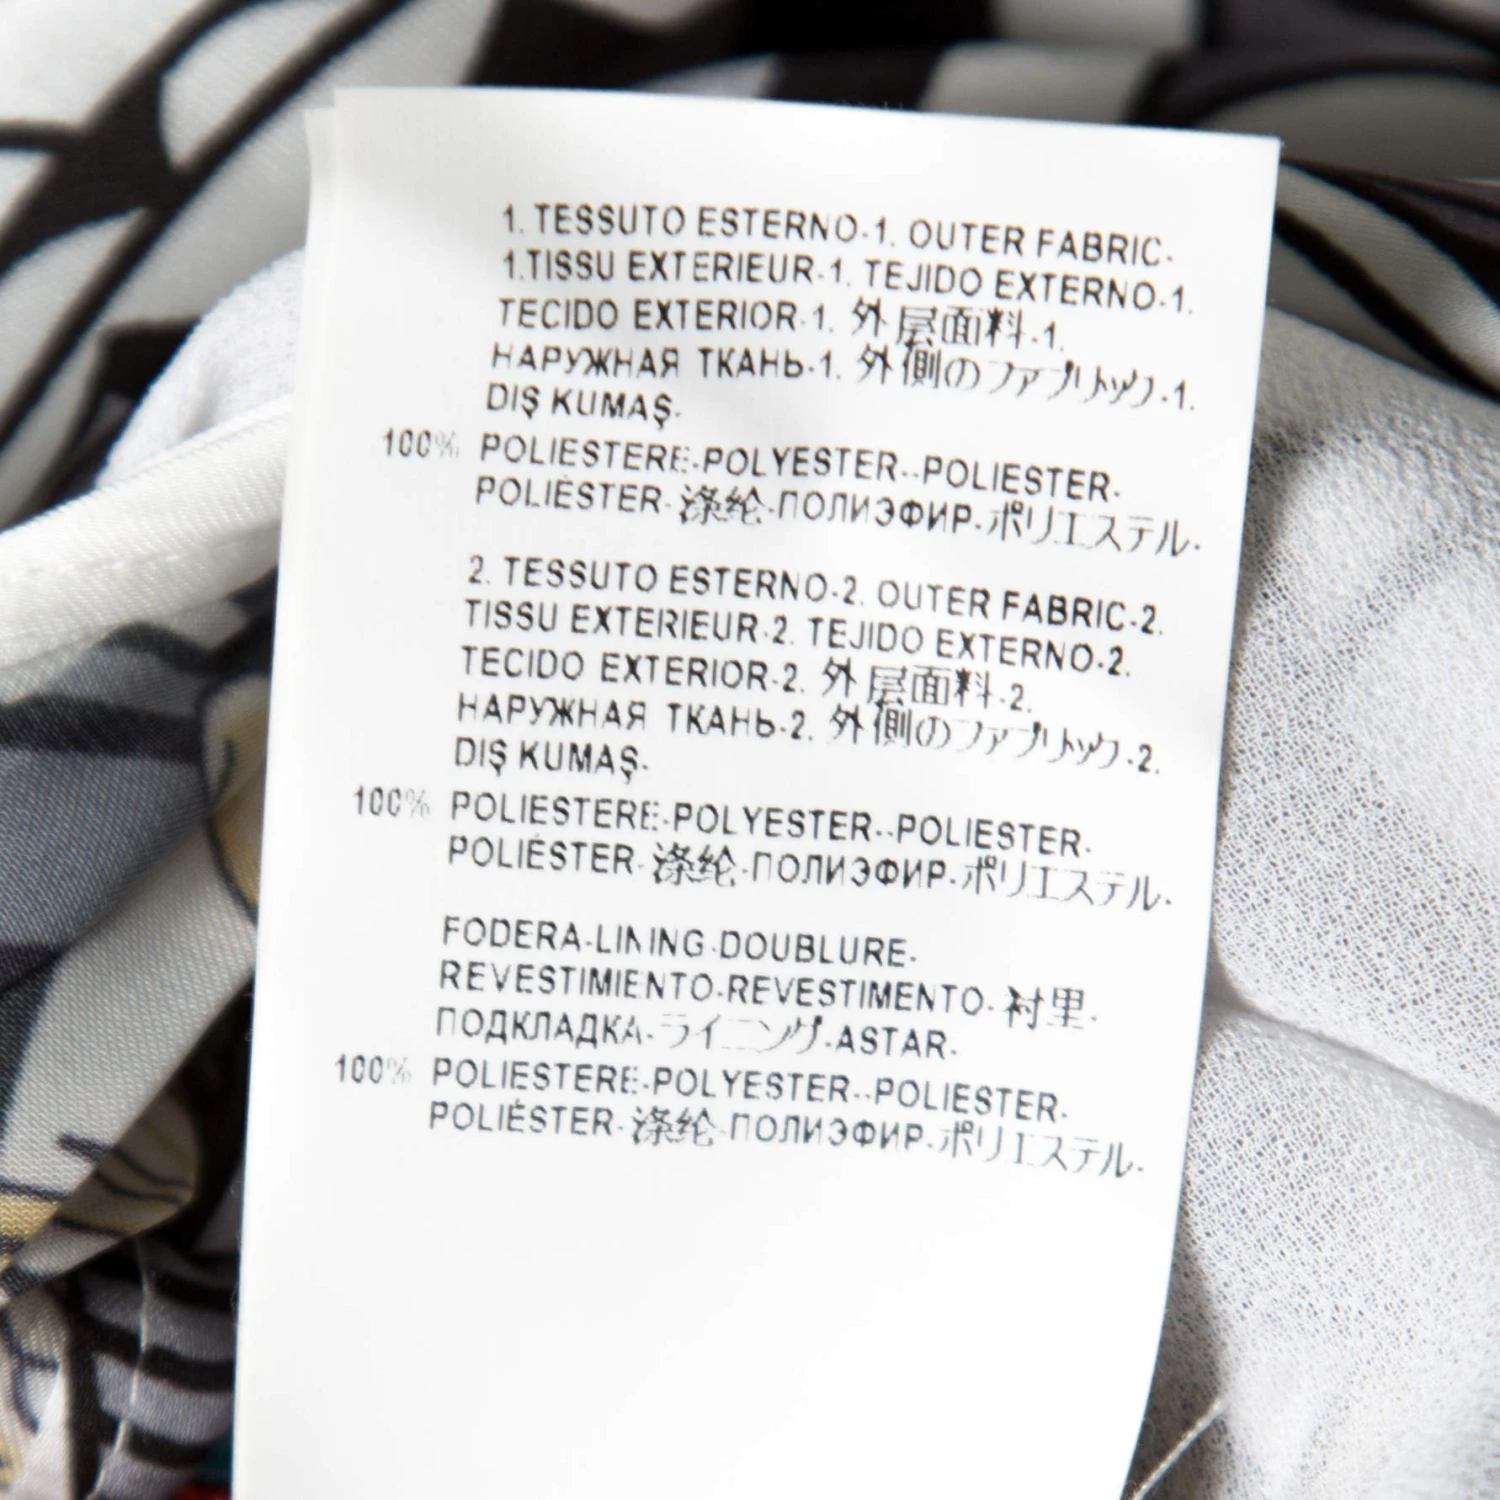 1. TESSUTO ESTERNO-1. OUTER FABRIC-
1.TISSU EXTERIEUR-1. TEJIDO EXTERNO-1.
TECIDO EXTERIOR-1. 外层面料-1.
НАРУЖНАЯ ТКАНЬ-1. 外側のファブリック-1.
DIŞ KUMAŞ-
100% POLIESTERE-POLYESTER--POLIESTER-
POLIÉSTER-涤纶-ПОЛИЭФИР-ポリエステル-
2. TESSUTO ESTERNO-2. OUTER FABRIC-2.
TISSU EXTERIEUR-2. TEJIDO EXTERNO-2.
TECIDO EXTERIOR-2. 外层面料-2.
НАРУЖНАЯ ТКАНЬ-2. 外側のファブリック-2.
DIŞ KUMAŞ-
100% POLIESTERE-POLYESTER--POLIESTER-
POLIÉSTER-涤纶-ПОЛИЭФИР-ポリエステル-
FODERA-LINING-DOUBLURE-
REVESTIMIENTO-REVESTIMENTO-衬里-
ПОДКЛАДКА-ライニング-ASTAR-
100% POLIESTERE-POLYESTER--POLIESTER-
POLIÉSTER-涤纶-ПОЛИЭФИР-ポリエステル-